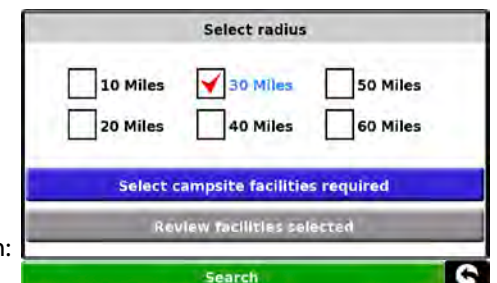 Select radius
10 Miles 30 Miles 50 Miles
20 Miles 40 Miles 60 Miles
Select campsite facilities required
Review facilities selected
Search